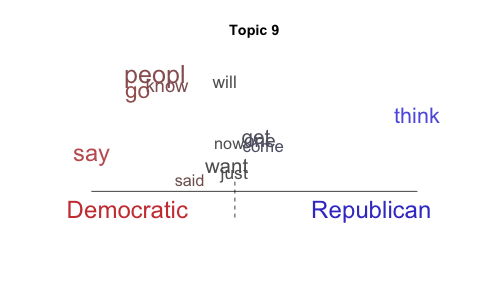 Topic 9
peopl
will
know
go
think
get
one
now
come
say
want
just
said
Democratic Republican